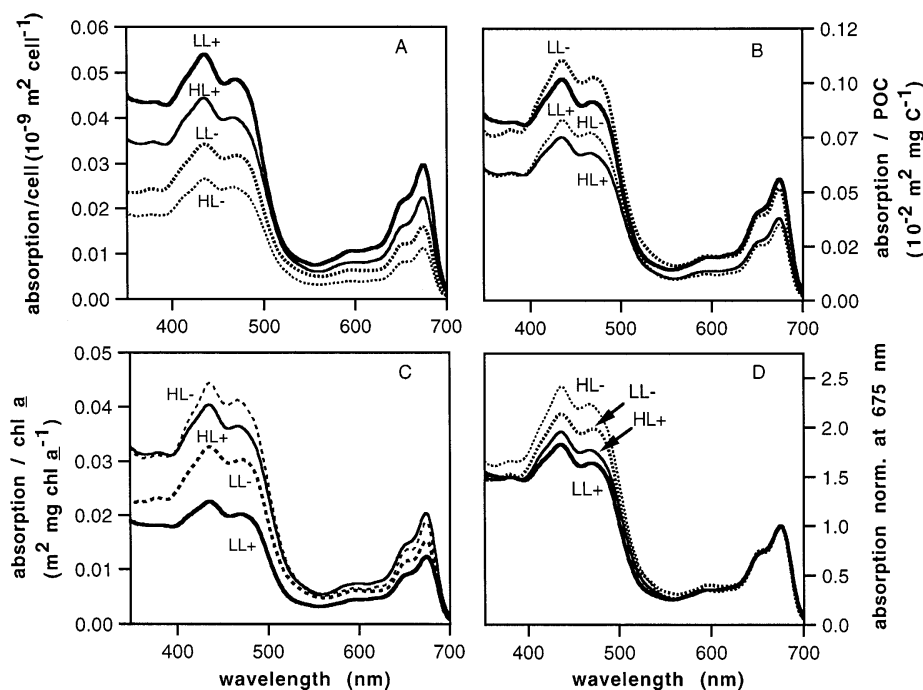 A
0.06
0.05
0.04
0.03
0.02
0.01
0.00
absorption/cell (10⁻⁹ m² cell⁻¹)
LL+
HL+
LL-
HL-
400
500
600
700
B
0.12
0.10
0.07
0.05
0.02
0.00
absorption / POC
(10⁻² m² mg C⁻¹)
LL-
LL+
HL-
HL+
400
500
600
700
C
0.05
0.04
0.03
0.02
0.01
0.00
absorption / chl a
(m² mg chl a⁻¹)
HL-
HL+
LL-
LL+
400
500
600
700
wavelength (nm)
D
2.5
2.0
1.5
1.0
0.5
0.0
absorption norm. at 675 nm
HL-
LL-
HL+
LL+
400
500
600
700
wavelength (nm)